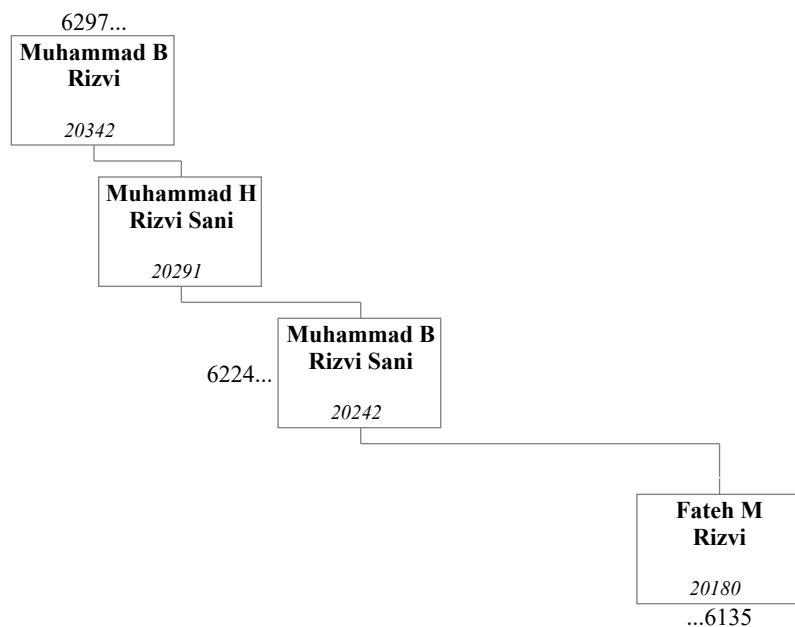 6297...
Muhammad B
Rizvi
20342
Muhammad H
Rizvi Sani
20291
Muhammad B
Rizvi Sani
6224...
20242
Fateh M
Rizvi
20180
...6135